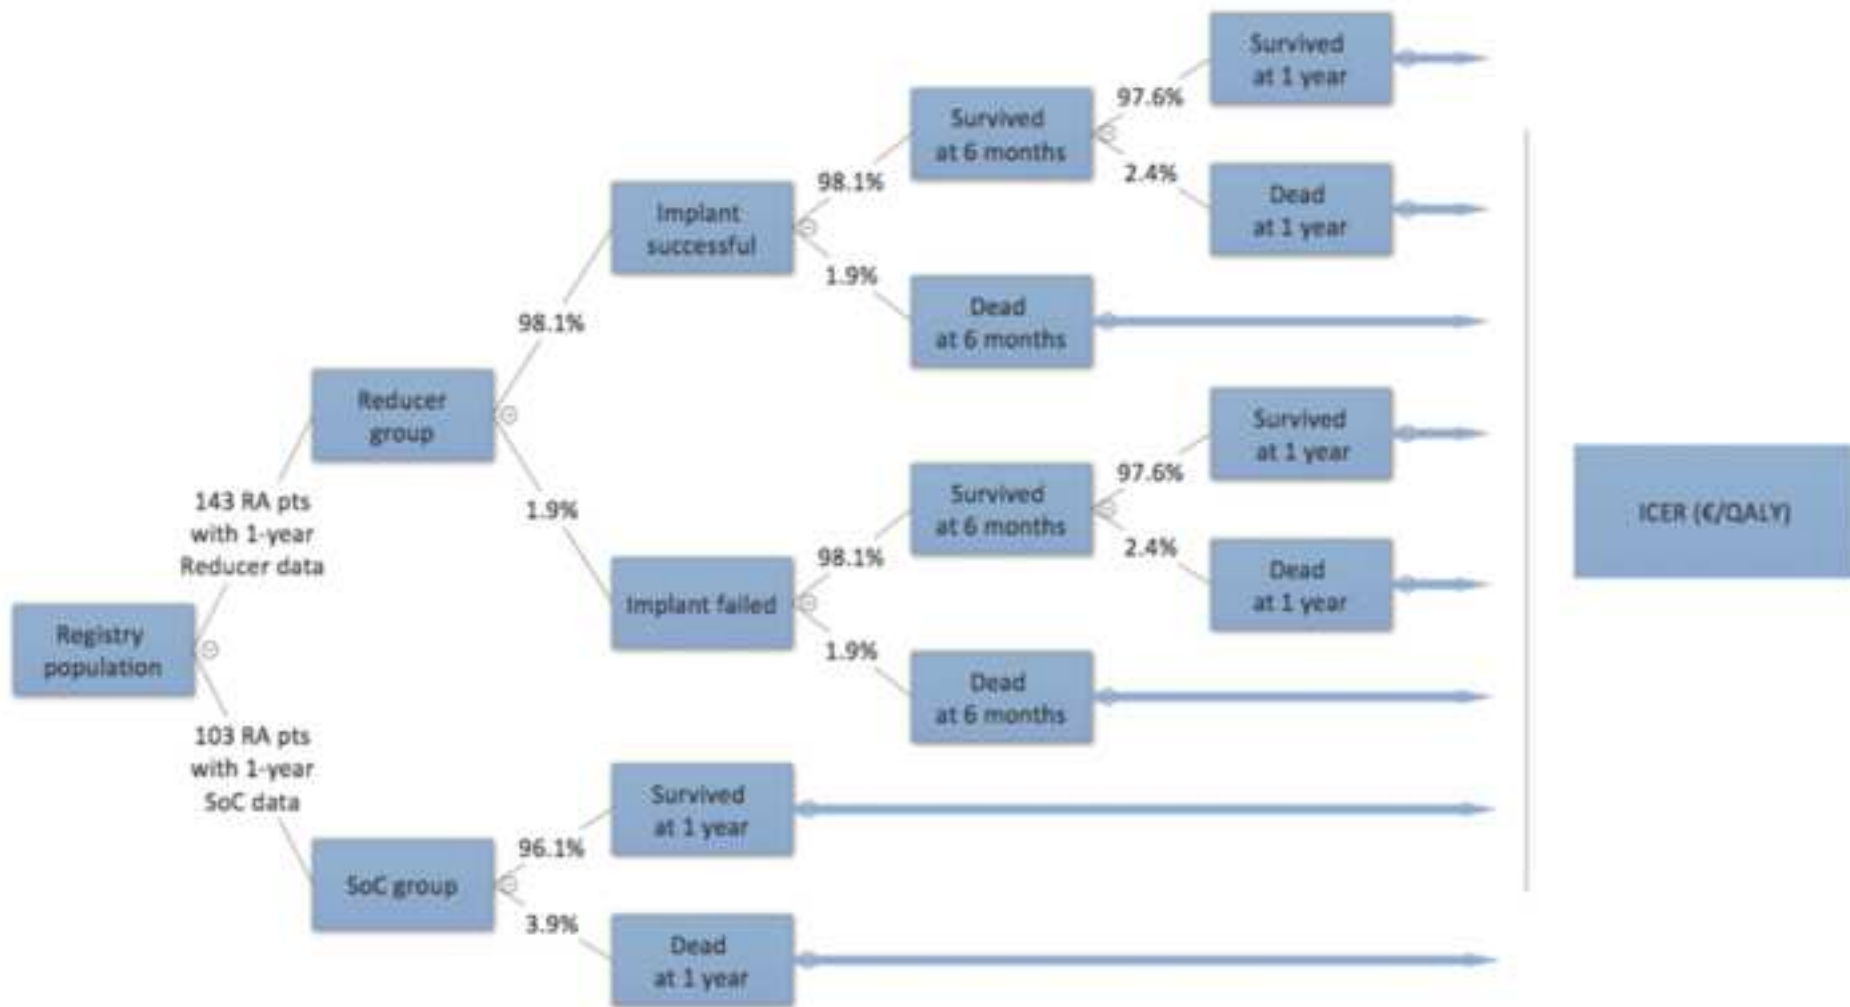 Survived
at 1 year
97.6%
Survived
at 6 months
2.4%
98.1%
Dead
at 1 year
Implant
successful
1.9%
Dead
at 6 months
98.1%
Reducer
group
Survived
at 1 year
97.6%
143 RA pts
with 1-year
Reducer data
1.9%
Survived
at 6 months
ICER (€/QALY)
2.4%
98.1%
Dead
at 1 year
Implant failed
Registry
population
1.9%
Dead
at 6 months
103 RA pts
with 1-year
SoC data
Survived
at 1 year
96.1%
SoC group
3.9%
Dead
at 1 year